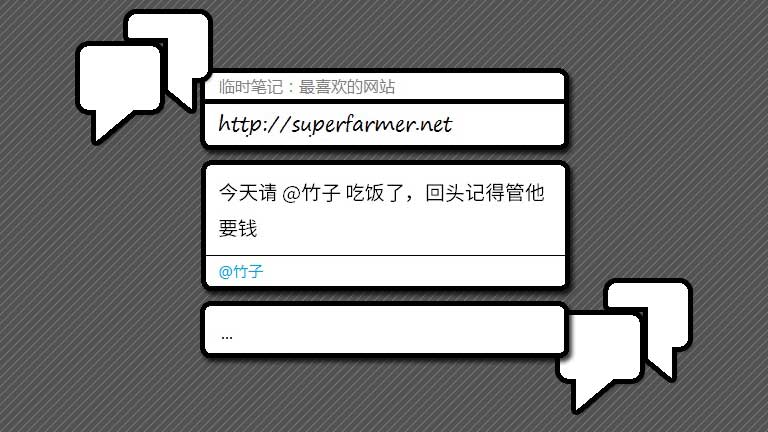 临时笔记：最喜欢的网站
http://superfarmer.net
今天请 @竹子 吃饭了，回头记得管他
要钱
@竹子
...